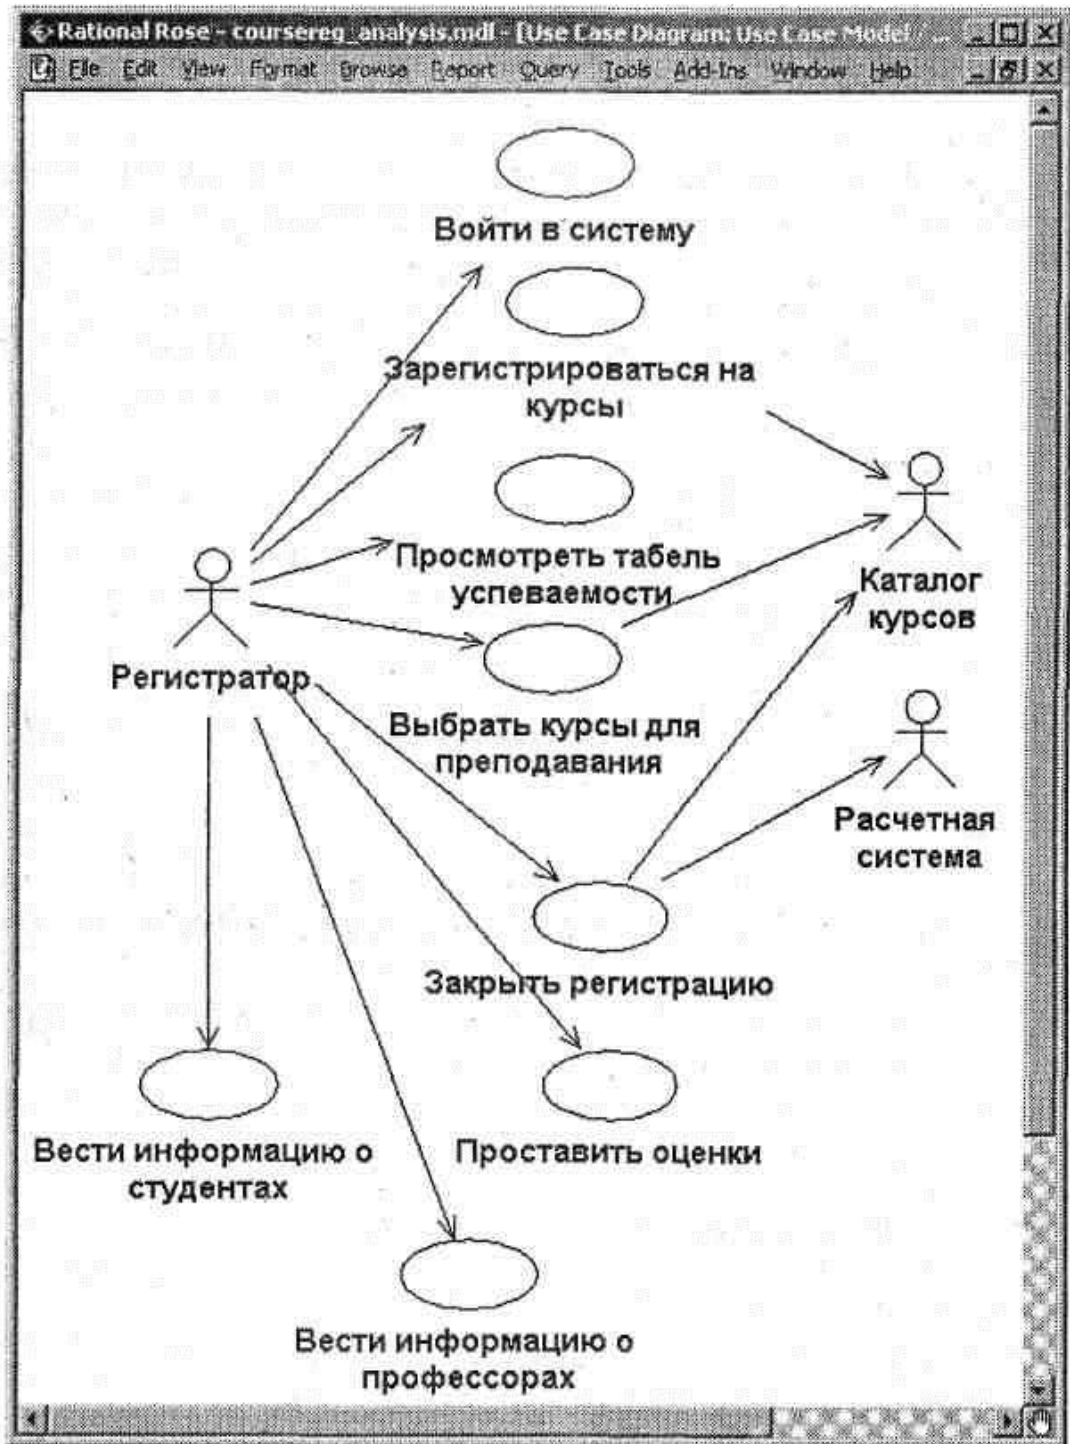 Rational Rose - coursereg_analysis.mdl - [Use Case Diagram: Use Case Model / ...
File Edit View Format Browse Report Query Tools Add-Ins Window Help
Войти в систему
Зарегистрироваться на
курсы
Просмотреть табель
успеваемости
Каталог
курсов
Регистратор
Выбрать курсы для
преподавания
Расчетная
система
Закрыть регистрацию
Вести информацию о
студентах
Проставить оценки
Вести информацию о
профессорах